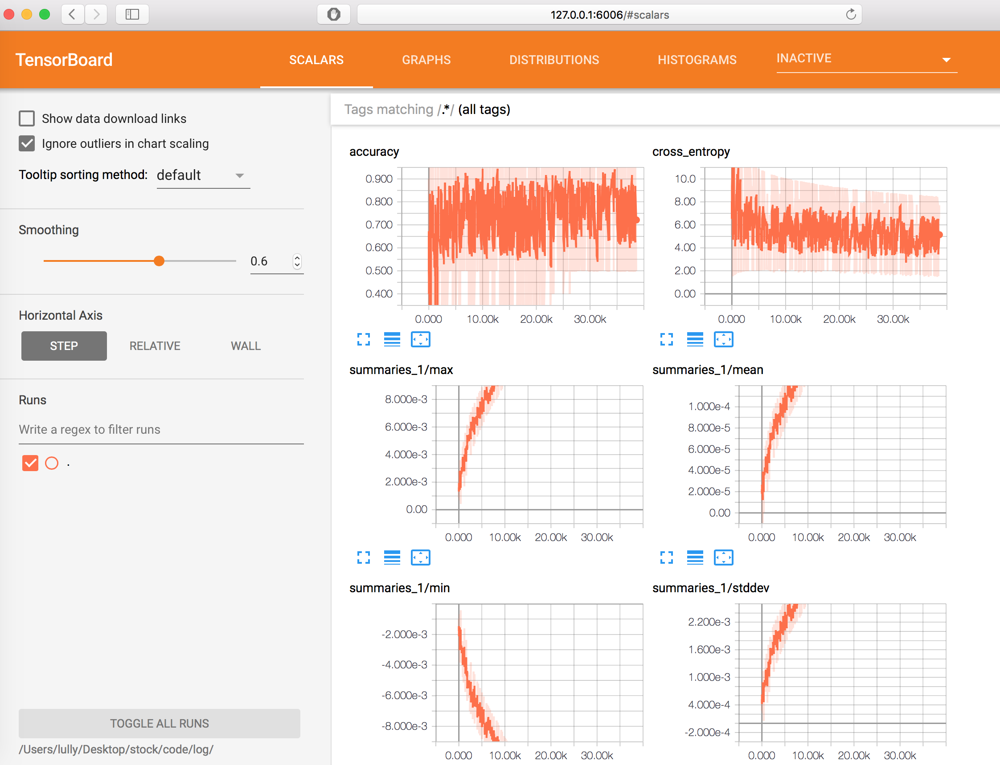 127.0.0.1:6006/#scalars
TensorBoard SCALARS GRAPHS DISTRIBUTIONS HISTOGRAMS INACTIVE
Show data download links
Ignore outliers in chart scaling
Tooltip sorting method: default
Smoothing
0.6
Horizontal Axis
STEP RELATIVE WALL
Runs
Write a regex to filter runs
.
TOGGLE ALL RUNS
/Users/lully/Desktop/stock/code/log/
Tags matching /.*/ (all tags)
accuracy
0.900
0.800
0.700
0.600
0.500
0.400
0.000 10.00k 20.00k 30.00k
cross_entropy
10.0
8.00
6.00
4.00
2.00
0.00
0.000 10.00k 20.00k 30.00k
summaries_1/max
8.000e-3
6.000e-3
4.000e-3
2.000e-3
0.00
0.000 10.00k 20.00k 30.00k
summaries_1/mean
1.000e-4
8.000e-5
6.000e-5
4.000e-5
2.000e-5
0.00
0.000 10.00k 20.00k 30.00k
summaries_1/min
-2.000e-3
-4.000e-3
-6.000e-3
-8.000e-3
0.000 10.00k 20.00k 30.00k
summaries_1/stddev
2.200e-3
1.600e-3
1.000e-3
4.000e-4
-2.000e-4
0.000 10.00k 20.00k 30.00k